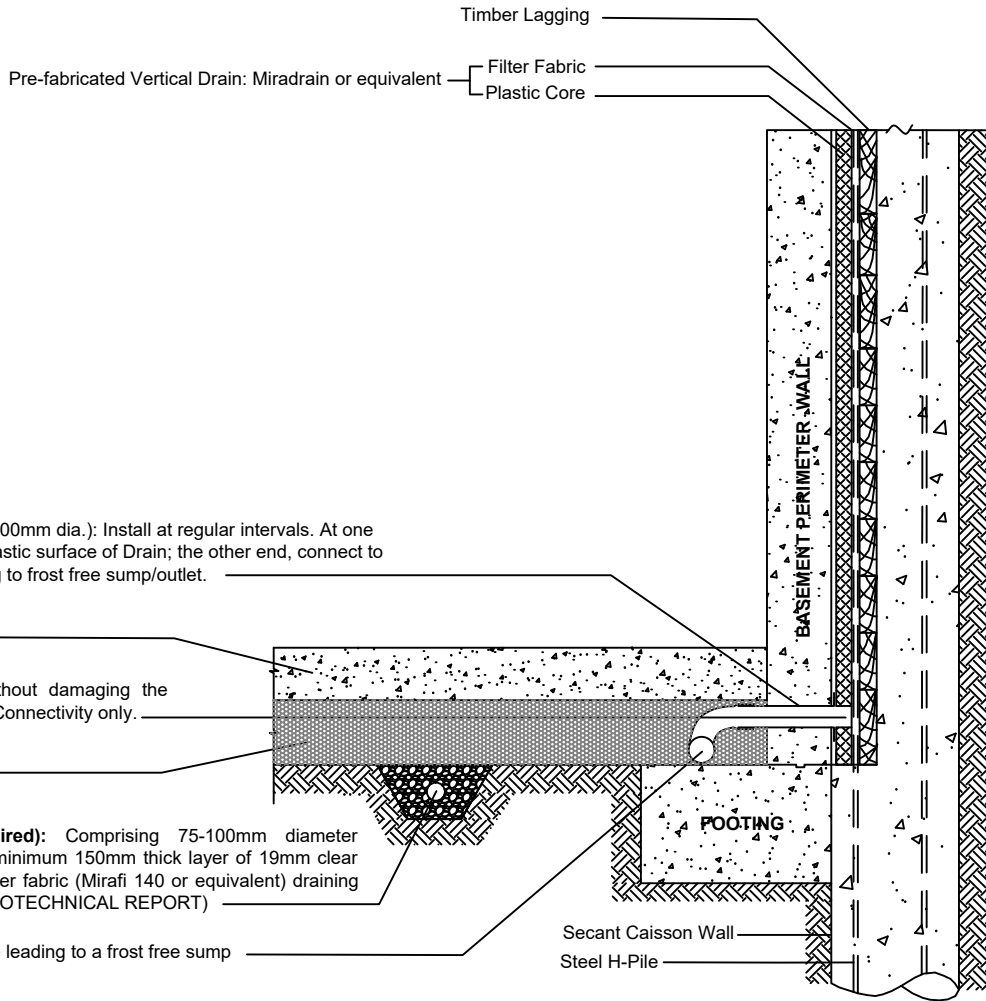 Timber Lagging
Pre-fabricated Vertical Drain: Miradrain or equivalent
Filter Fabric
Plastic Core
BASEMENT PERIMETER WALL
00mm dia.): Install at regular intervals. At one
astic surface of Drain; the other end, connect to
g to frost free sump/outlet.
thout damaging the
Connectivity only.
ired): Comprising 75-100mm diameter
minimum 150mm thick layer of 19mm clear
er fabric (Mirafi 140 or equivalent) draining
OTECHNICAL REPORT)
FOOTING
leading to a frost free sump
Secant Caisson Wall
Steel H-Pile